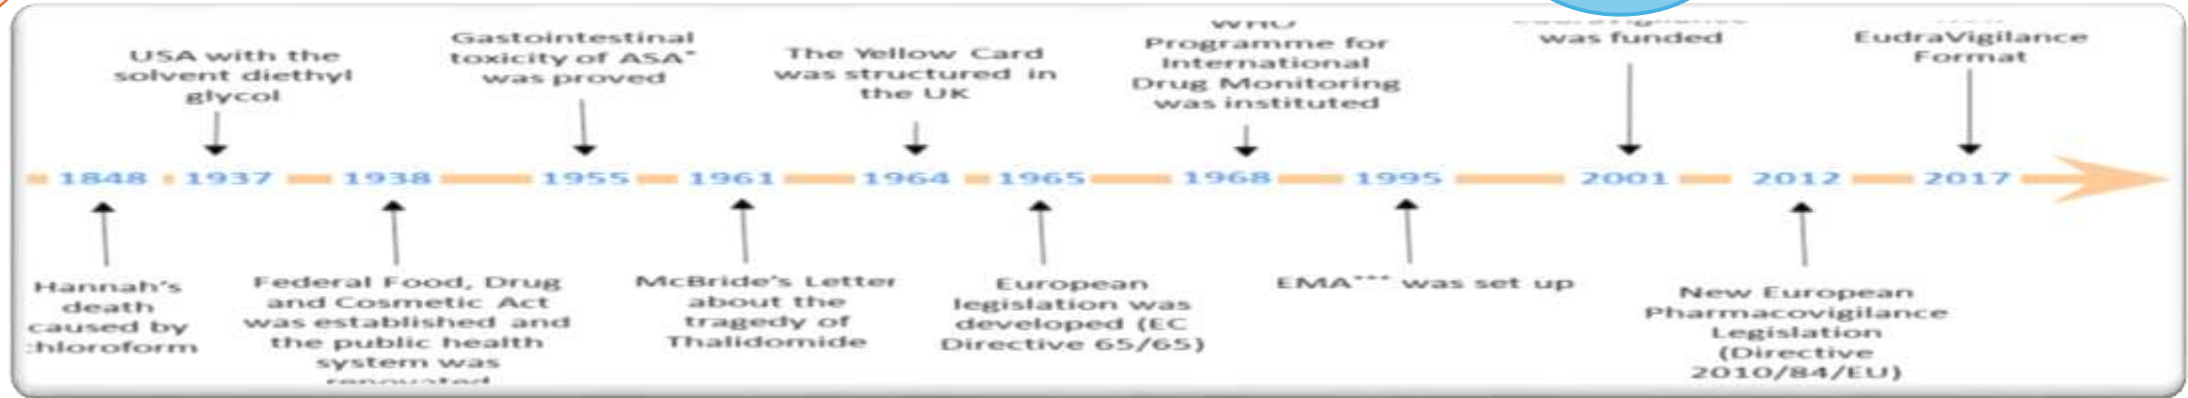 USA with the
solvent diethyl
glycol
Gastointestinal
toxicity of ASA*
was proved
The Yellow Card
was structured in
the UK
WHO
Programme for
International
Drug Monitoring
was instituted
was funded
EudraVigilance
Format
1848 1937 1938 1955 1961 1964 1965 1968 1995 2001 2012 2017
Hannah's
death
caused by
hloroform
Federal Food, Drug
and Cosmetic Act
was established and
the public health
system was
renovated
McBride's Letter
about the
tragedy of
Thalidomide
European
legislation was
developed (EC
Directive 65/65)
EMA*** was set up
New European
Pharmacovigilance
Legislation
(Directive
2010/84/EU)